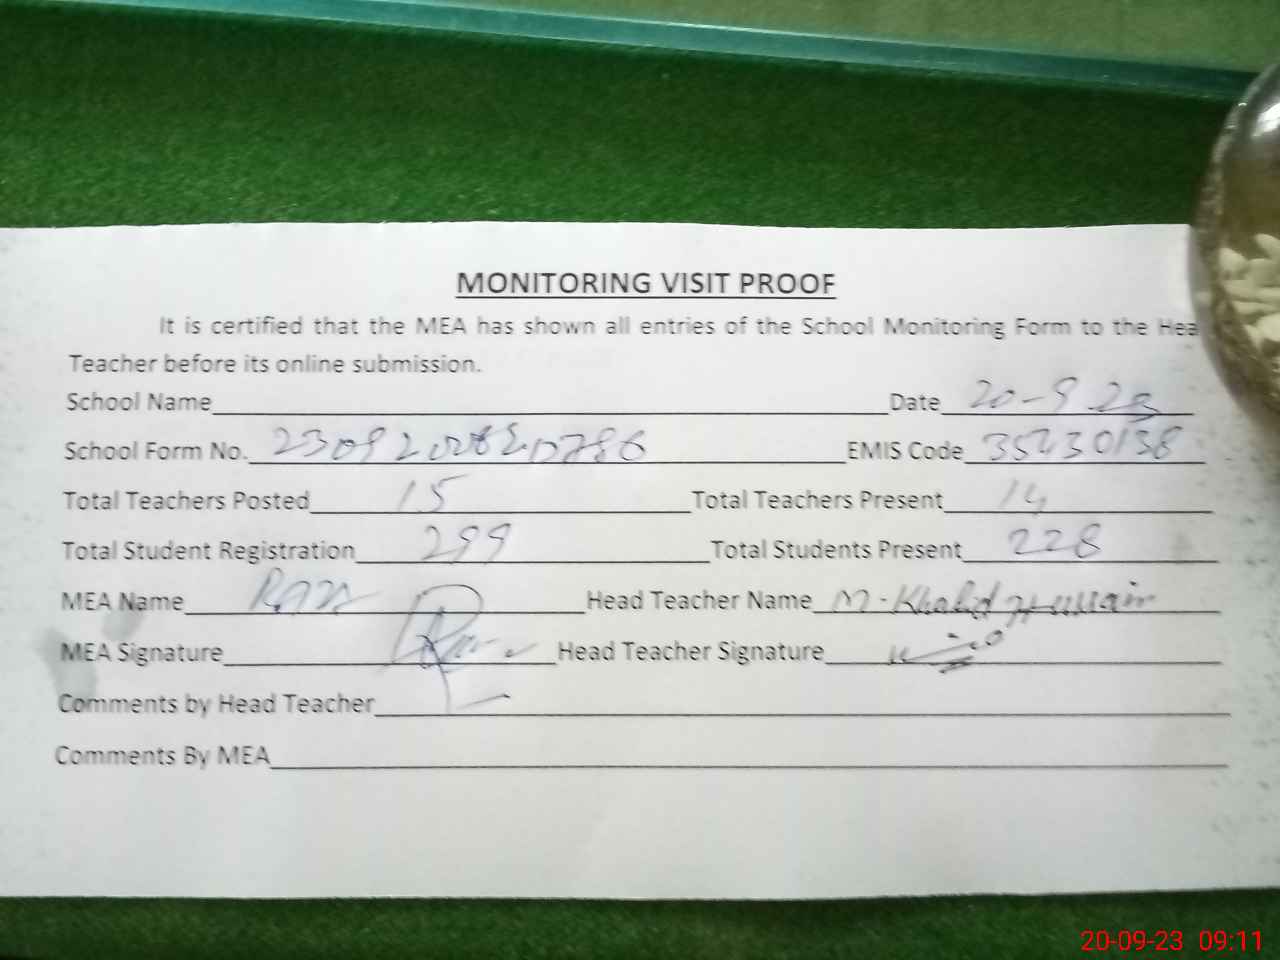 MONITORING VISIT PROOF
It is certified that the MEA has shown all entries of the School Monitoring Form to the Hea
Teacher before its online submission.
School Name Date 20-9-23
School Form No. EMIS Code 35430138
Total Teachers Posted 15 Total Teachers Present 14
Total Student Registration 299 Total Students Present 228
MEA Name Raza Head Teacher Name M. Khalid Hussain
MEA Signature Head Teacher Signature
Comments by Head Teacher
Comments By MEA
20-09-23 09:11